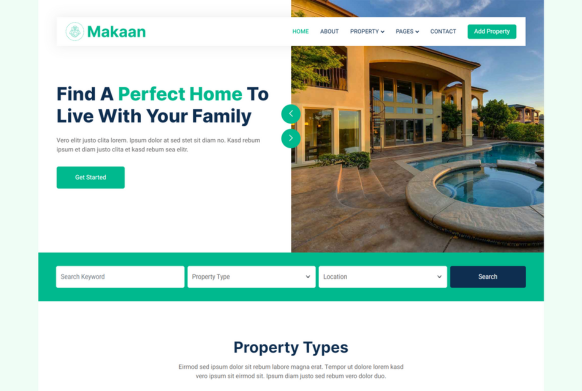 Makaan
HOME ABOUT PROPERTY PAGES CONTACT Add Property
Find A Perfect Home To
Live With Your Family
Vero elitr justo clita lorem. Ipsum dolor at sed stet sit diam no. Kasd rebum
ipsum et diam justo clita et kasd rebum sea elitr.
Get Started
Search Keyword Property Type Location Search
Property Types
Eirmod sed ipsum dolor sit rebum labore magna erat. Tempor ut dolore lorem kasd
vero ipsum sit eirmod sit. Ipsum diam justo sed rebum vero dolor duo.